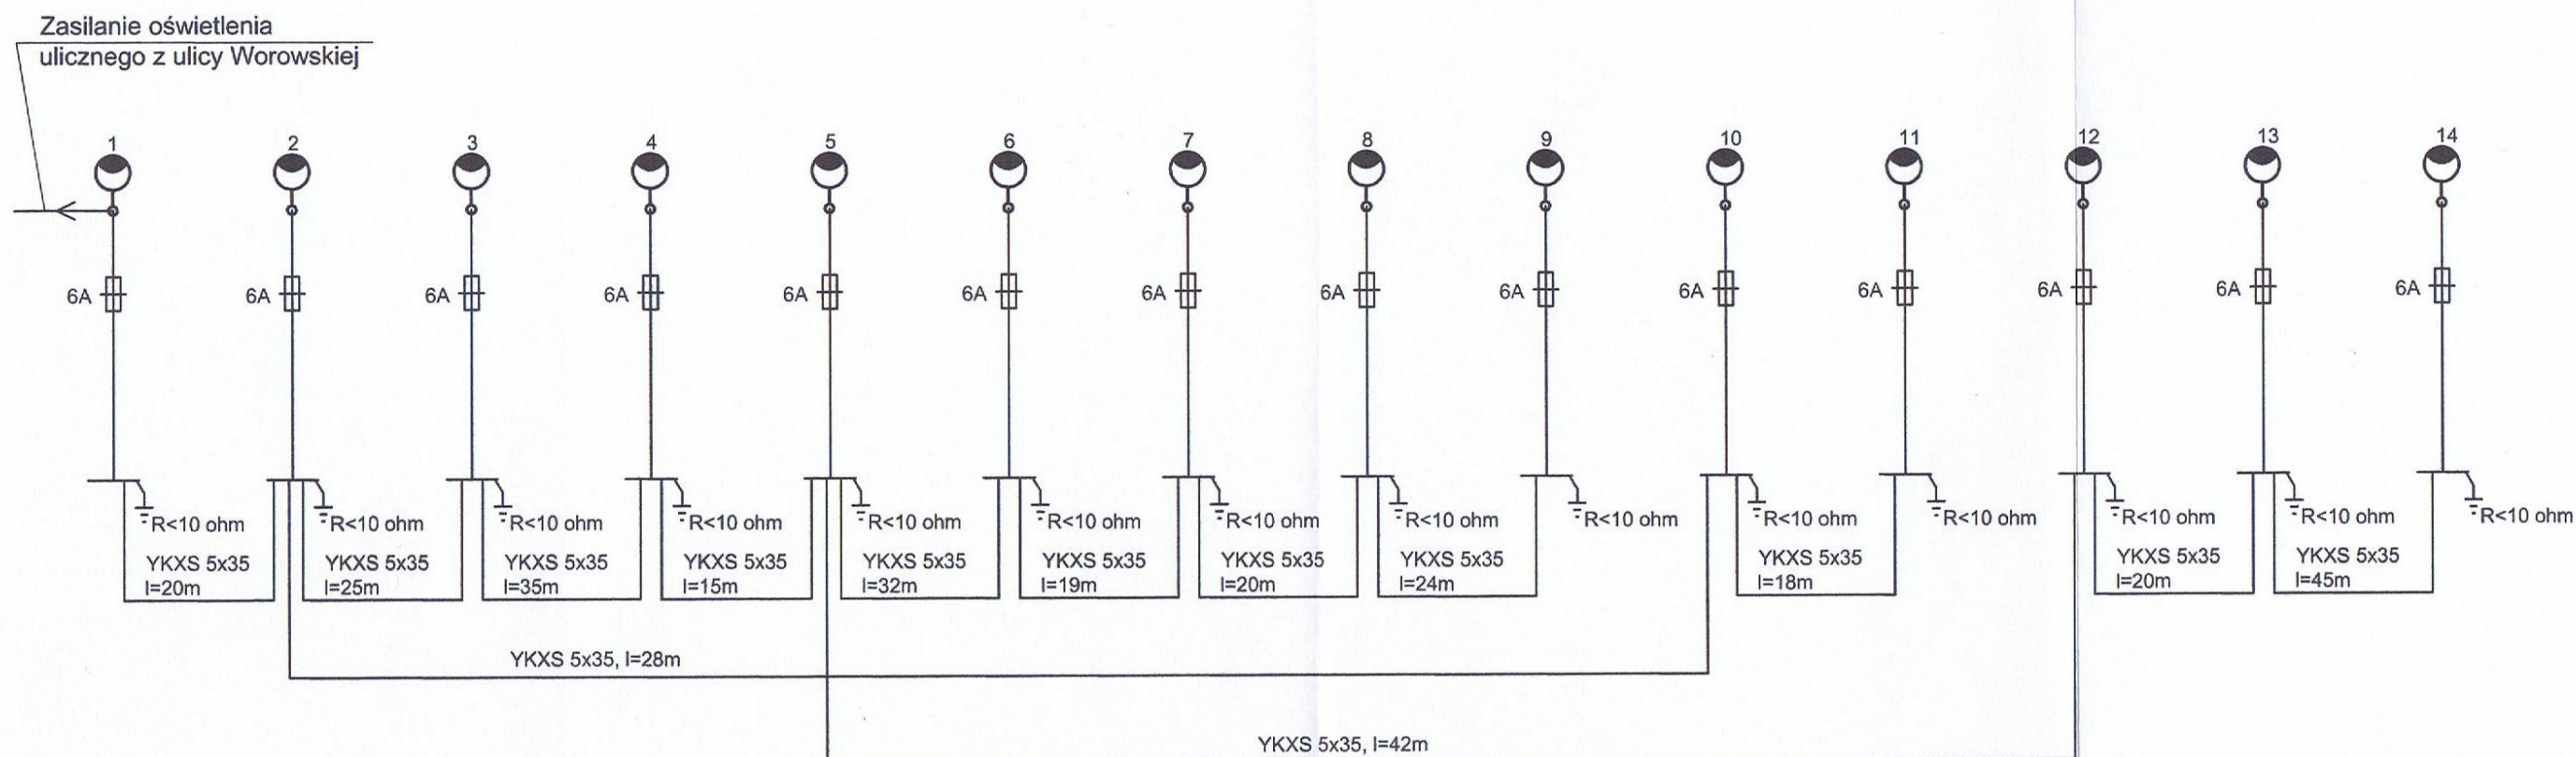 Zasilanie oświetlenia
ulicznego z ulicy Worowskiej
1 2 3 4 5 6 7 8 9 10 11 12 13 14
6A 6A 6A 6A 6A 6A 6A 6A 6A 6A 6A 6A 6A 6A
R<10 ohm R<10 ohm R<10 ohm R<10 ohm R<10 ohm R<10 ohm R<10 ohm R<10 ohm R<10 ohm R<10 ohm R<10 ohm R<10 ohm R<10 ohm R<10 ohm
YKXS 5x35 YKXS 5x35 YKXS 5x35 YKXS 5x35 YKXS 5x35 YKXS 5x35 YKXS 5x35 YKXS 5x35 YKXS 5x35 YKXS 5x35 YKXS 5x35
l=20m l=25m l=35m l=15m l=32m l=19m l=20m l=24m l=18m l=20m l=45m
YKXS 5x35, l=28m
YKXS 5x35, l=42m